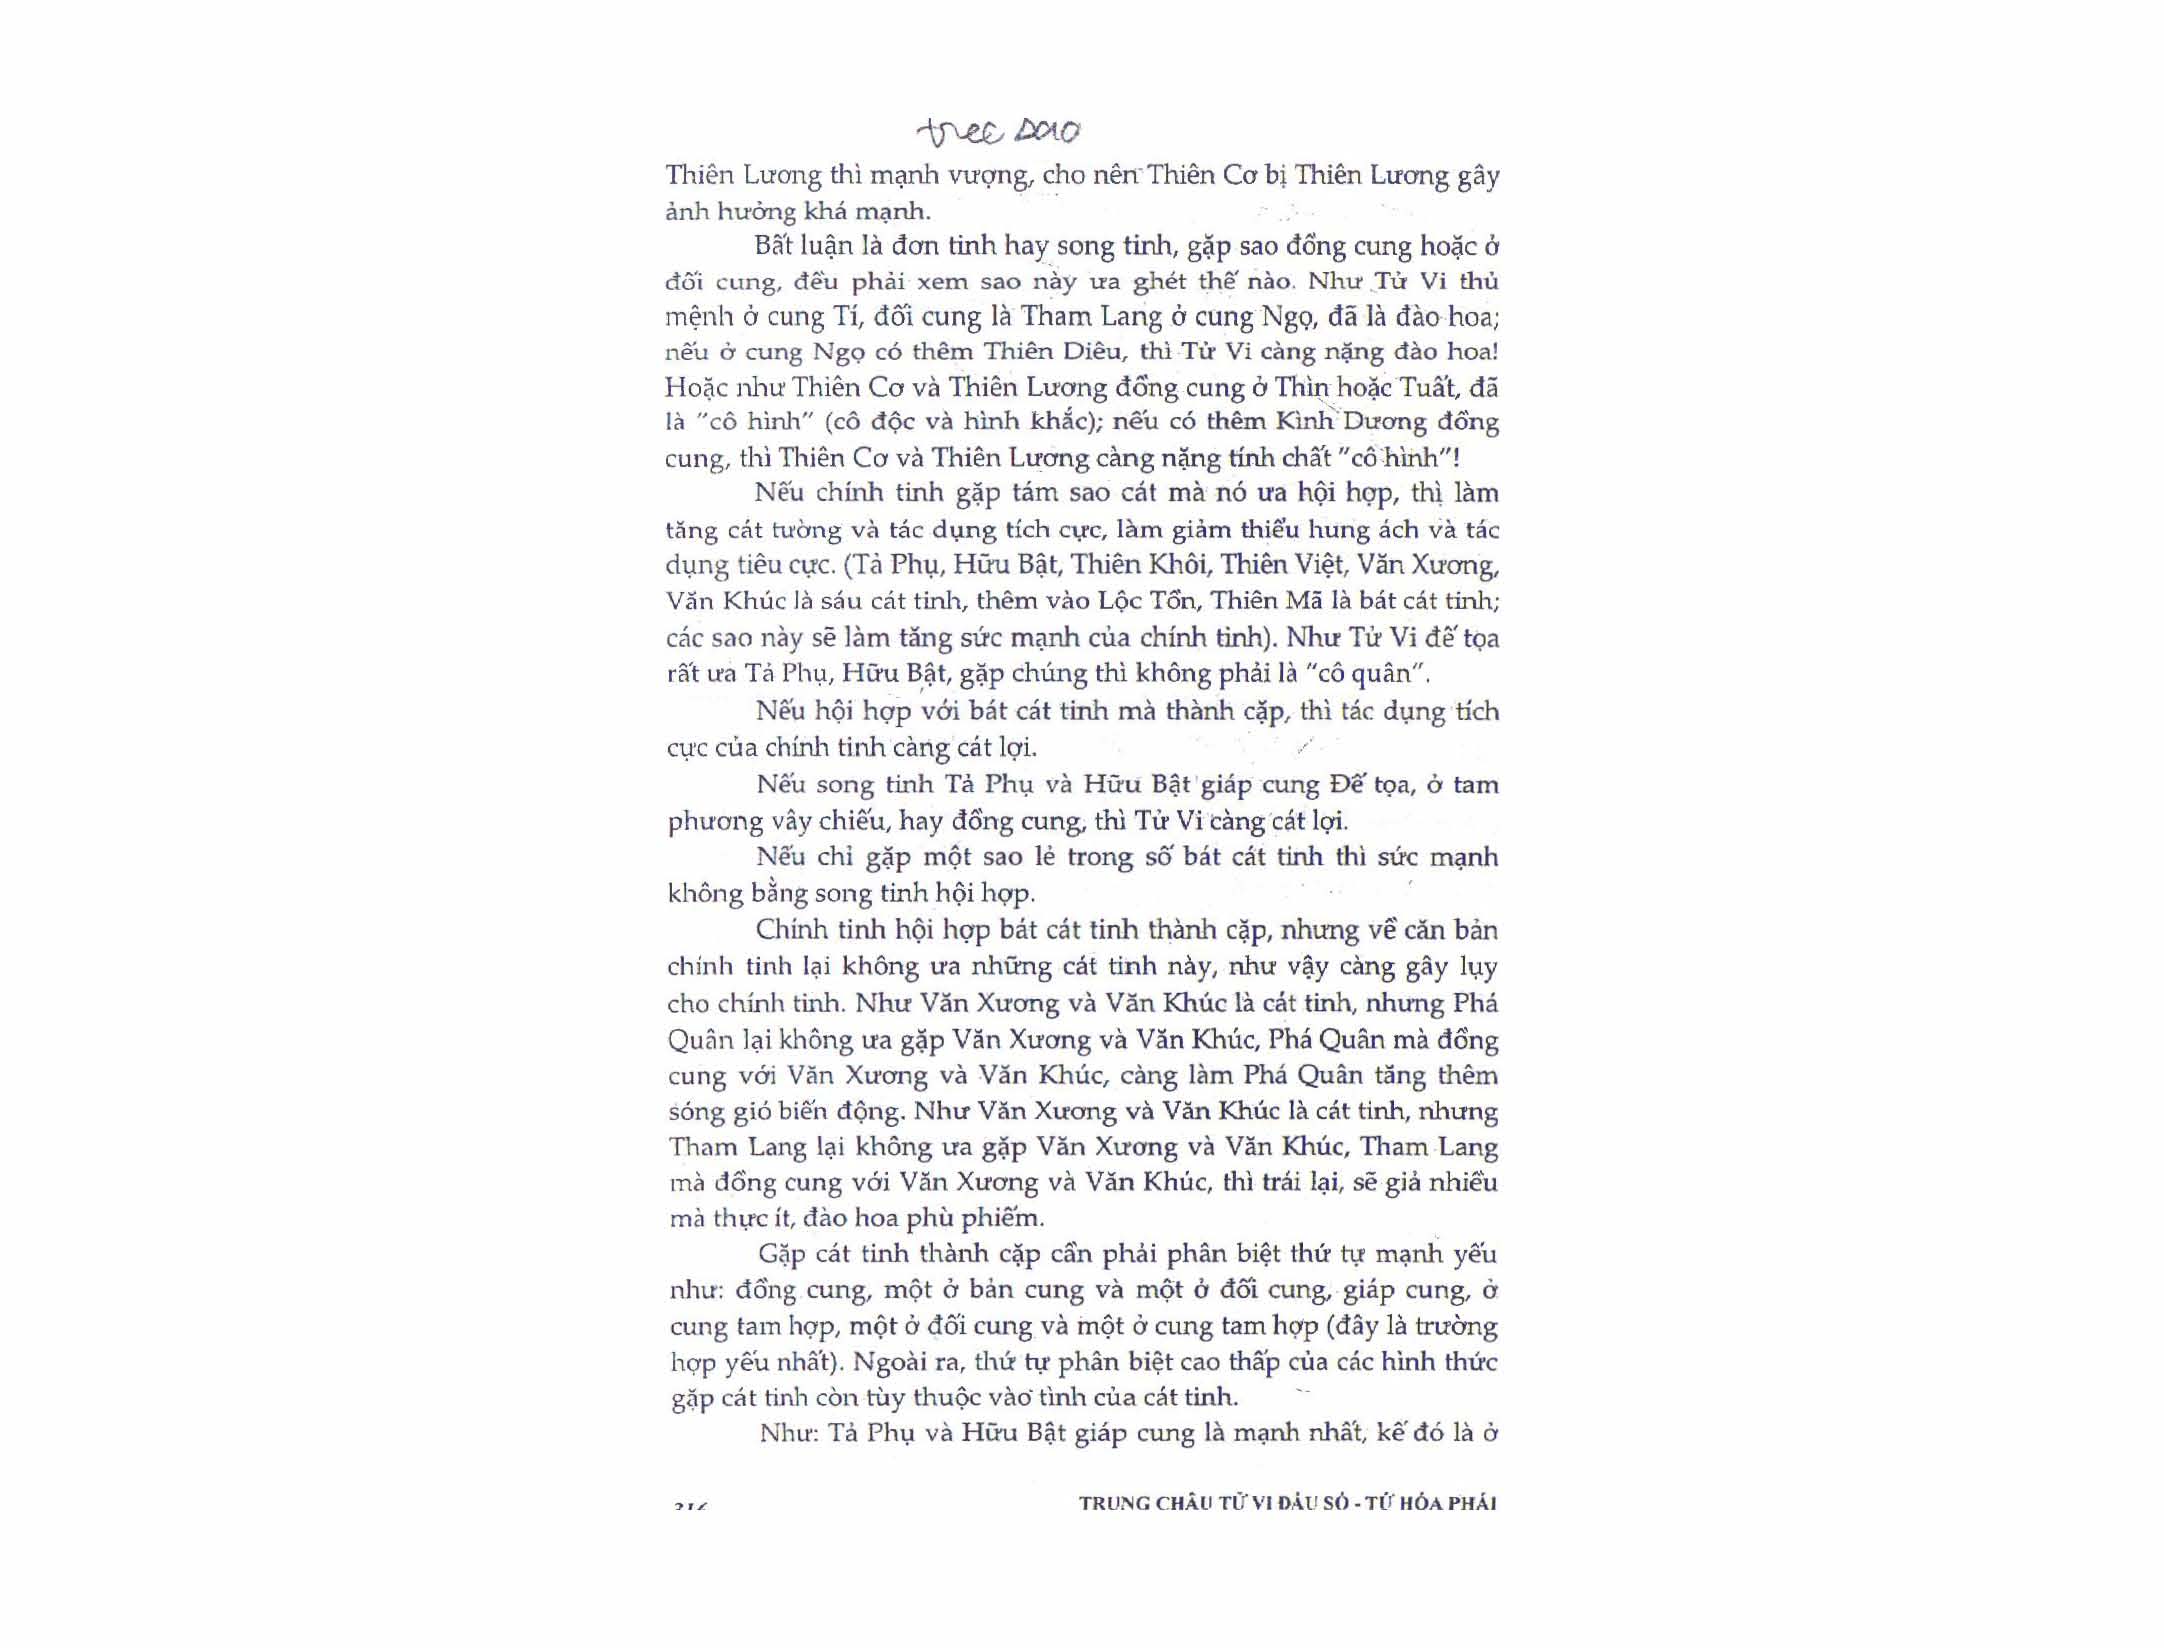 Thiên Lương thì mạnh vượng, cho nên Thiên Cơ bị Thiên Lương gây
ảnh hưởng khá mạnh.
Bất luận là đơn tinh hay song tinh, gặp sao đồng cung hoặc ở
đối cung, đều phải xem sao này ưa ghét thế nào. Như Tử Vi thủ
mệnh ở cung Tí, đối cung là Tham Lang ở cung Ngọ, đã là đào hoa;
nếu ở cung Ngọ có thêm Thiên Diêu, thì Tử Vi càng nặng đào hoa!
Hoặc như Thiên Cơ và Thiên Lương đồng cung ở Thìn hoặc Tuất, đã
là "cô hình" (cô độc và hình khắc); nếu có thêm Kình Dương đồng
cung, thì Thiên Cơ và Thiên Lương càng nặng tính chất "cô hình"!
Nếu chính tinh gặp tám sao cát mà nó ưa hội hợp, thì làm
tăng cát tường và tác dụng tích cực, làm giảm thiểu hung ách và tác
dụng tiêu cực. (Tả Phụ, Hữu Bật, Thiên Khôi, Thiên Việt, Văn Xương,
Văn Khúc là sáu cát tinh, thêm vào Lộc Tồn, Thiên Mã là bát cát tinh;
các sao này sẽ làm tăng sức mạnh của chính tinh). Như Tử Vi đế tọa
rất ưa Tả Phụ, Hữu Bật, gặp chúng thì không phải là "cô quân".
Nếu hội hợp với bát cát tinh mà thành cặp, thì tác dụng tích
cực của chính tinh càng cát lợi.
Nếu song tinh Tả Phụ và Hữu Bật giáp cung Đế tọa, ở tam
phương vây chiếu, hay đồng cung, thì Tử Vi càng cát lợi.
Nếu chỉ gặp một sao lẻ trong số bát cát tinh thì sức mạnh
không bằng song tinh hội hợp.
Chính tinh hội hợp bát cát tinh thành cặp, nhưng về căn bản
chính tinh lại không ưa những cát tinh này, như vậy càng gây lụy
cho chính tinh. Như Văn Xương và Văn Khúc là cát tinh, nhưng Phá
Quân lại không ưa gặp Văn Xương và Văn Khúc, Phá Quân mà đồng
cung với Văn Xương và Văn Khúc, càng làm Phá Quân tăng thêm
sóng gió biến động. Như Văn Xương và Văn Khúc là cát tinh, nhưng
Tham Lang lại không ưa gặp Văn Xương và Văn Khúc, Tham Lang
mà đồng cung với Văn Xương và Văn Khúc, thì trái lại, sẽ giả nhiều
mà thực ít, đào hoa phù phiếm.
Gặp cát tinh thành cặp cần phải phân biệt thứ tự mạnh yếu
như: đồng cung, một ở bản cung và một ở đối cung, giáp cung, ở
cung tam hợp, một ở đối cung và một ở cung tam hợp (đây là trường
hợp yếu nhất). Ngoài ra, thứ tự phân biệt cao thấp của các hình thức
gặp cát tinh còn tùy thuộc vào tình của cát tinh.
Như: Tả Phụ và Hữu Bật giáp cung là mạnh nhất, kế đó là ở
TRUNG CHÂU TỬ VI ĐẨU SỐ - TỨ HÓA PHÁI